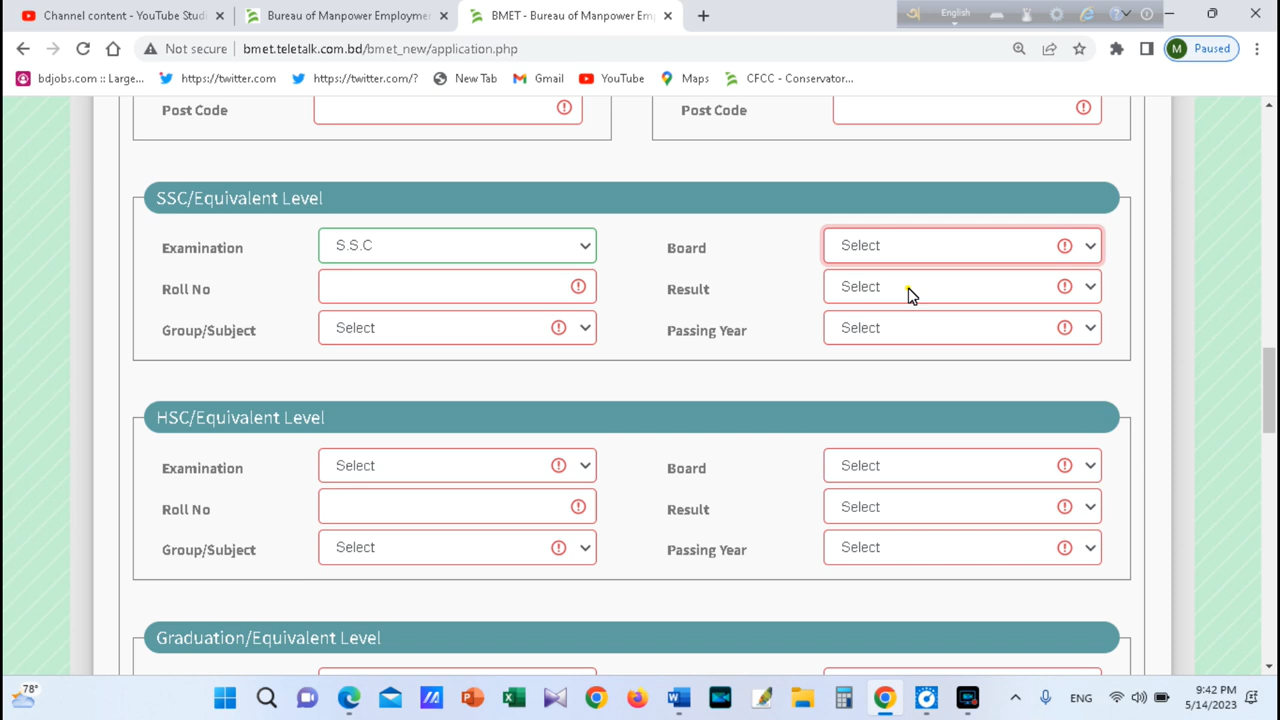 Channel content - YouTube Studi
Bureau of Manpower Employme
BMET - Bureau of Manpower Emp
English
Not secure
bmet.teletalk.com.bd/bmet_new/application.php
M
Paused
bdjobs.com :: Large...
https://twitter.com
https://twitter.com/?
New Tab
Gmail
YouTube
Maps
CFCC - Conservator...
Post Code
Post Code
SSC/Equivalent Level
Examination
S.S.C
Board
Select
Roll No
Result
Select
Group/Subject
Select
Passing Year
Select
HSC/Equivalent Level
Examination
Select
Board
Select
Roll No
Result
Select
Group/Subject
Select
Passing Year
Select
Graduation/Equivalent Level
78°
ENG
9:42 PM
5/14/2023